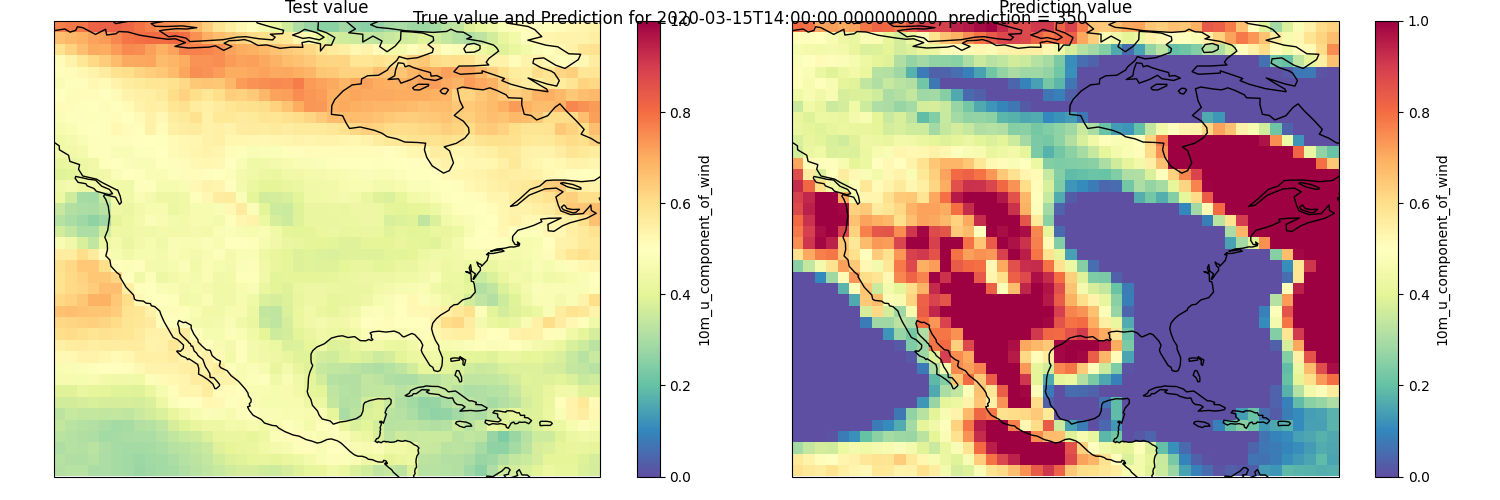 Test value
True value and Prediction for 2020-03-15T14:00:00.000000000, prediction = 350
Prediction value
1.0
0.8
0.6
0.4
0.2
0.0
10m_u_component_of_wind
1.0
0.8
0.6
0.4
0.2
0.0
10m_u_component_of_wind